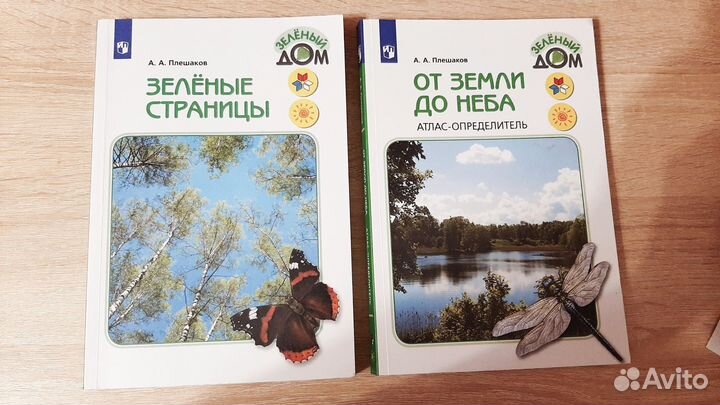 А. А. Плешаков
ЗЕЛЁНЫЙ
ДОМ
ЗЕЛЁНЫЕ
СТРАНИЦЫ
А. А. Плешаков
ЗЕЛЁНЫЙ
ДОМ
ОТ ЗЕМЛИ
ДО НЕБА
АТЛАС-ОПРЕДЕЛИТЕЛЬ
Avito